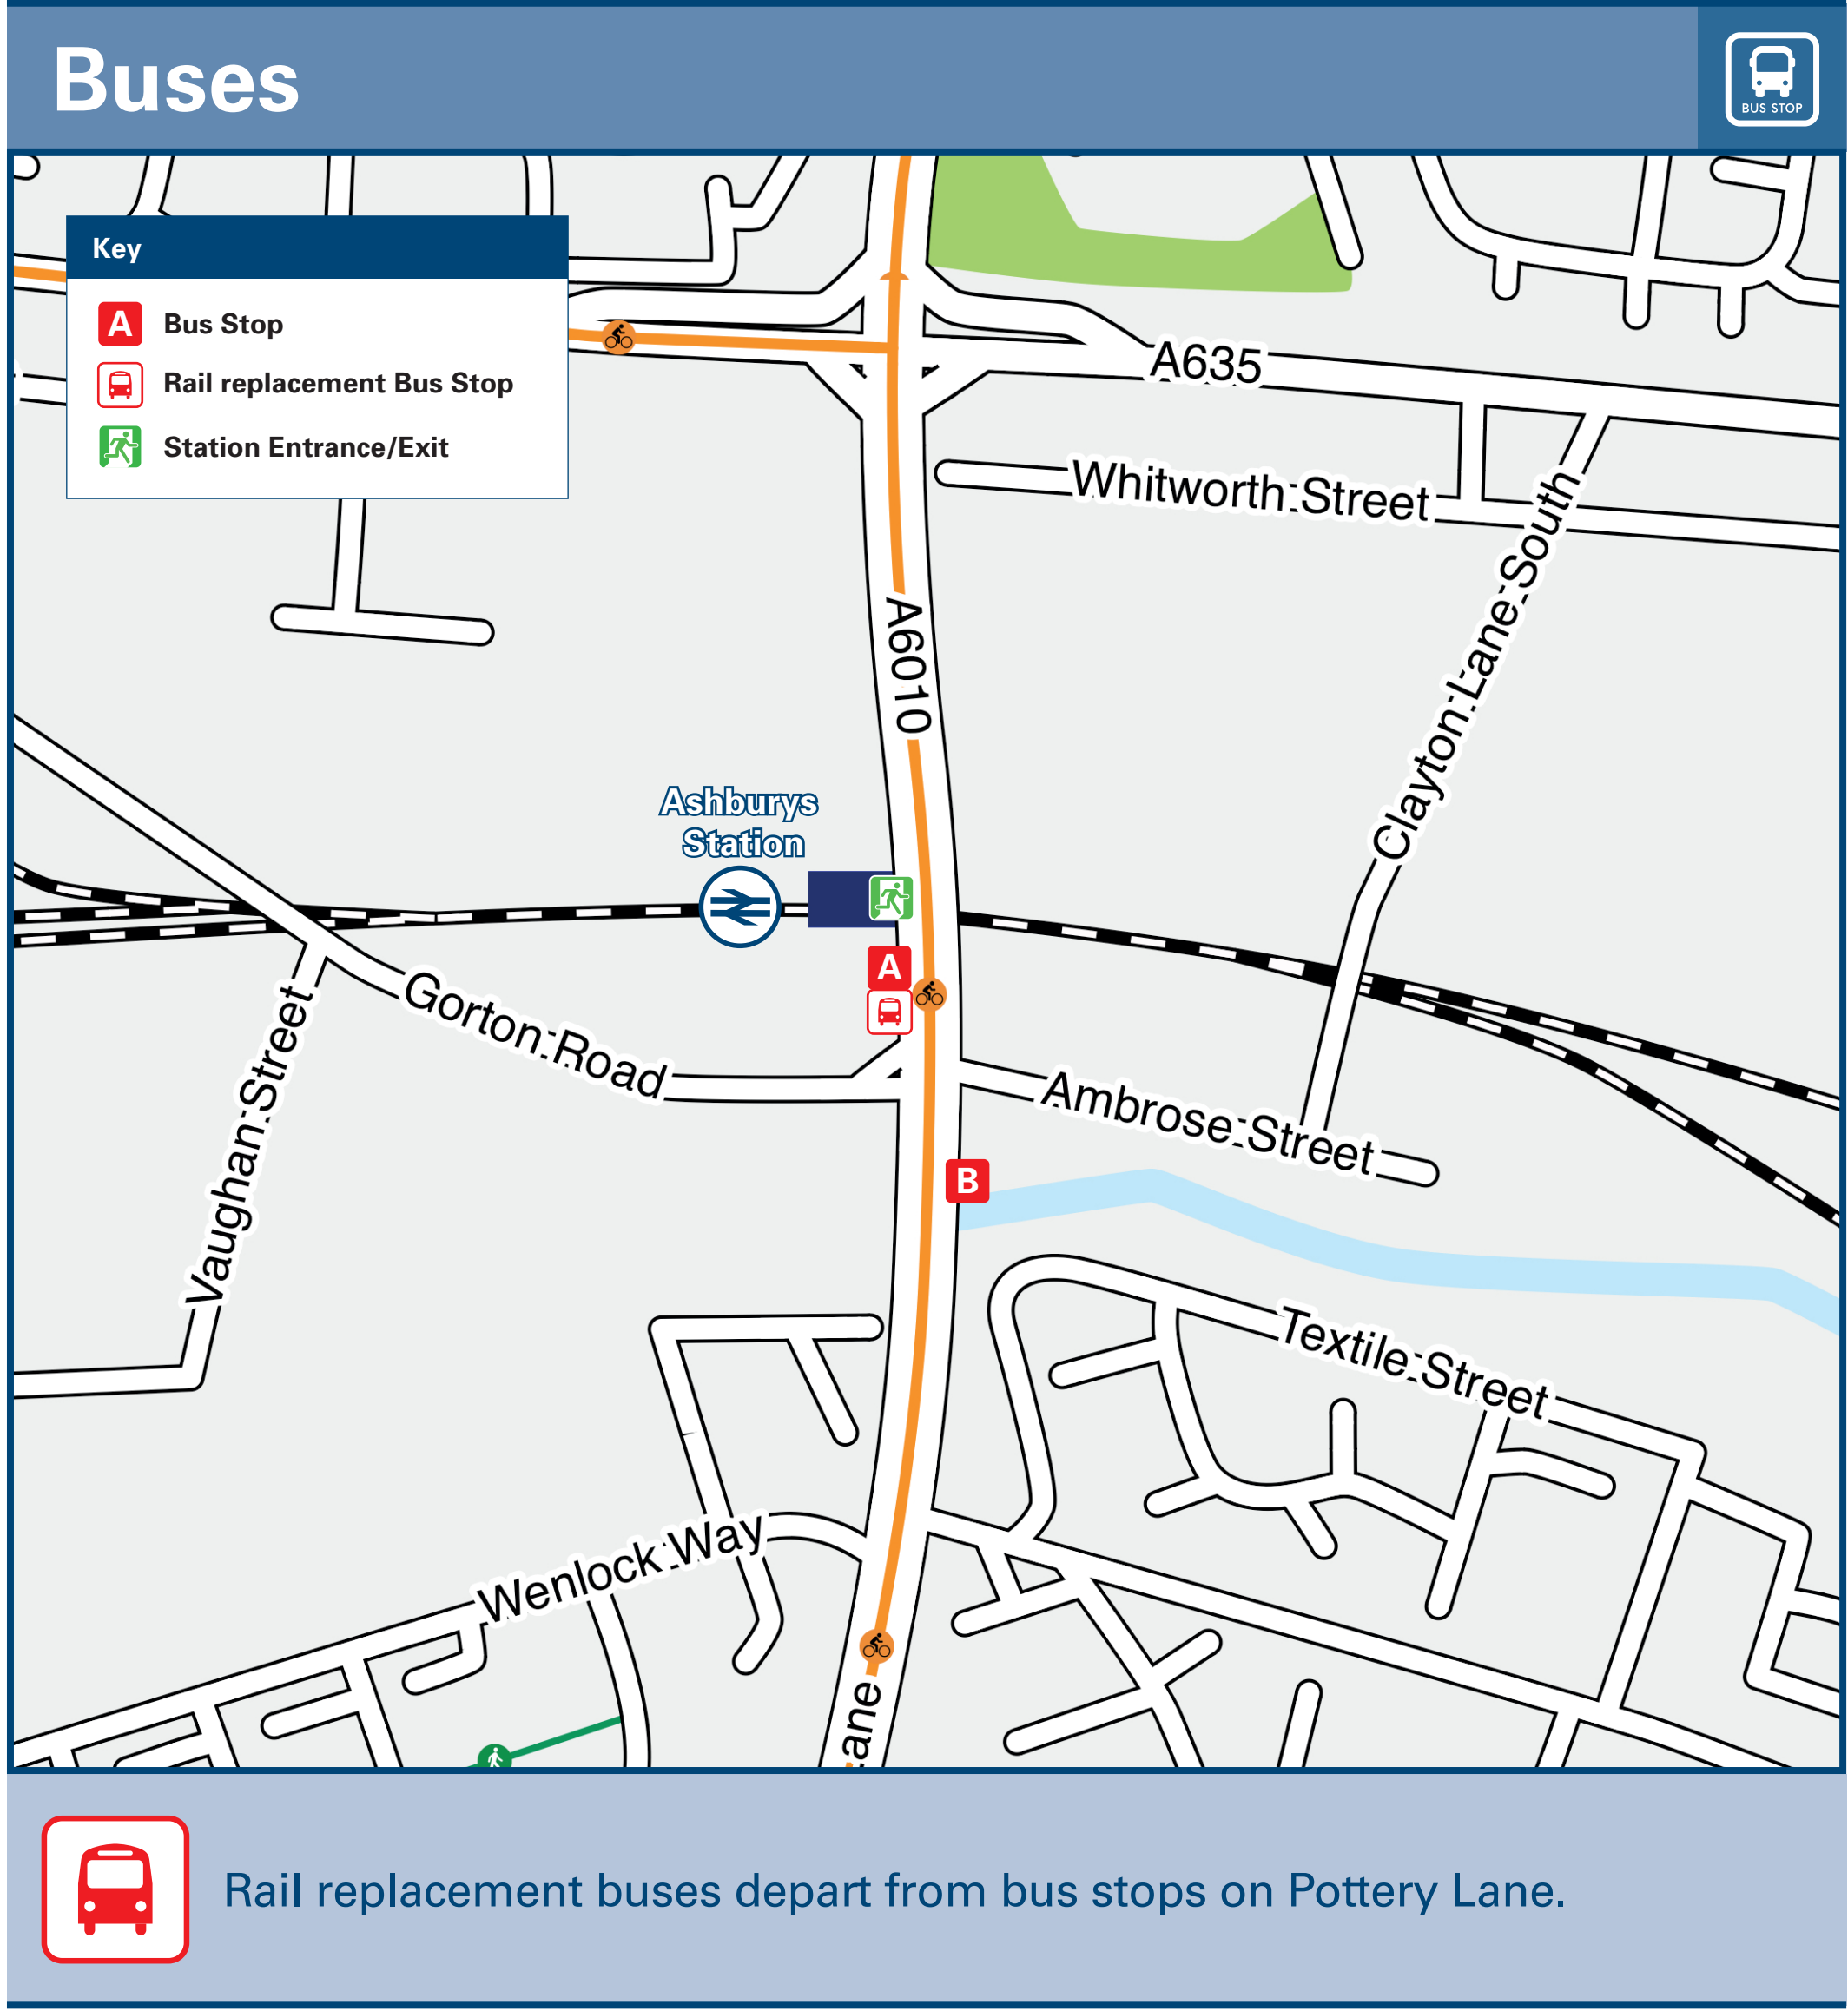 Buses
BUS STOP
Key
A Bus Stop
Rail replacement Bus Stop
Station Entrance/Exit
A635
Whitworth Street
Clayton Lane South
A6010
Ashburys
Station
A
Gorton Road
Vaughan Street
Ambrose Street
B
Textile Street
Wenlock Way
ane
Rail replacement buses depart from bus stops on Pottery Lane.